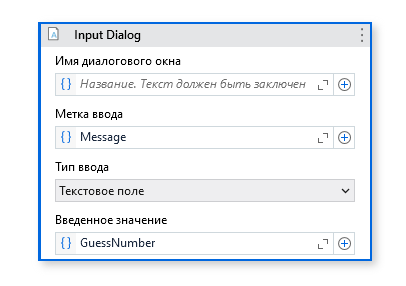 Input Dialog
Имя диалогового окна
Название. Текст должен быть заключен
Метка ввода
Message
Тип ввода
Текстовое поле
Введенное значение
GuessNumber